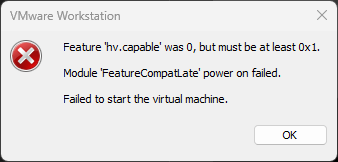 VMware Workstation
Feature 'hv.capable' was 0, but must be at least 0x1.
Module 'FeatureCompatLate' power on failed.
Failed to start the virtual machine.
OK